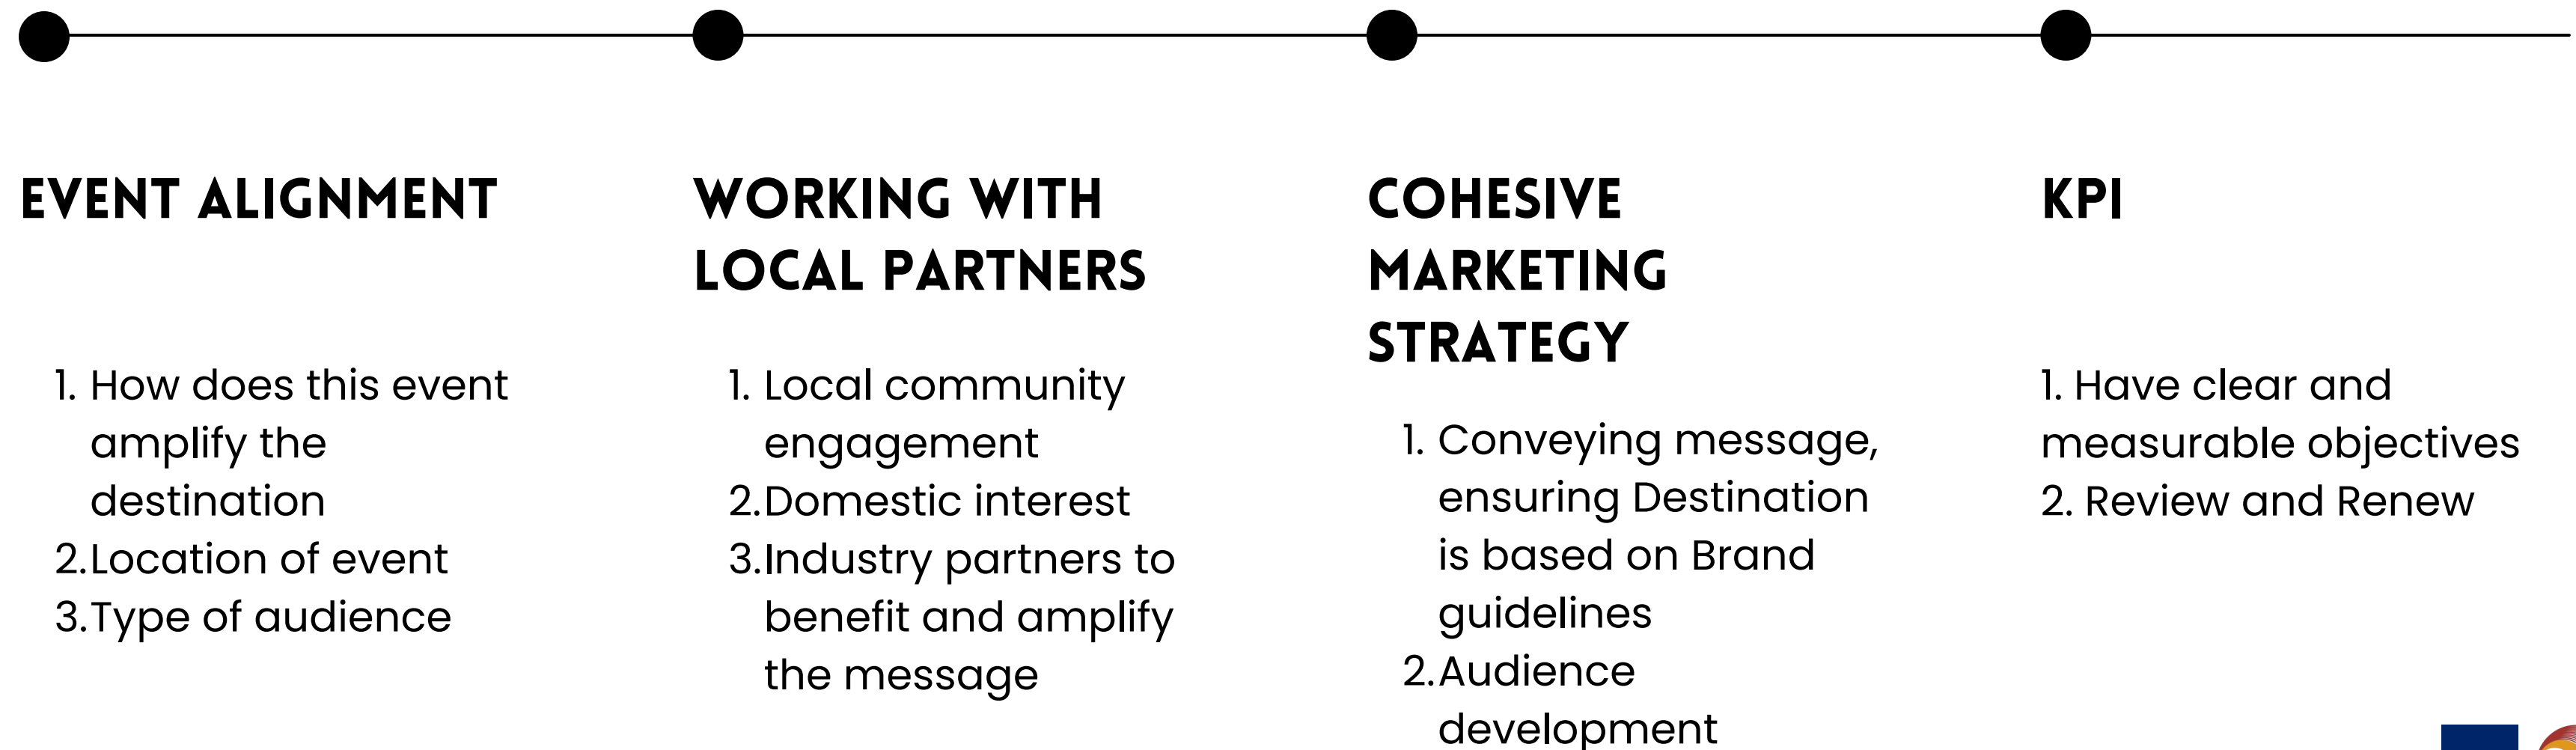 EVENT ALIGNMENT
1. How does this event
amplify the
destination
2.Location of event
3.Type of audience
WORKING WITH
LOCAL PARTNERS
1. Local community
engagement
2.Domestic interest
3.Industry partners to
benefit and amplify
the message
COHESIVE
MARKETING
STRATEGY
1. Conveying message,
ensuring Destination
is based on Brand
guidelines
2.Audience
development
KPI
1. Have clear and
measurable objectives
2. Review and Renew